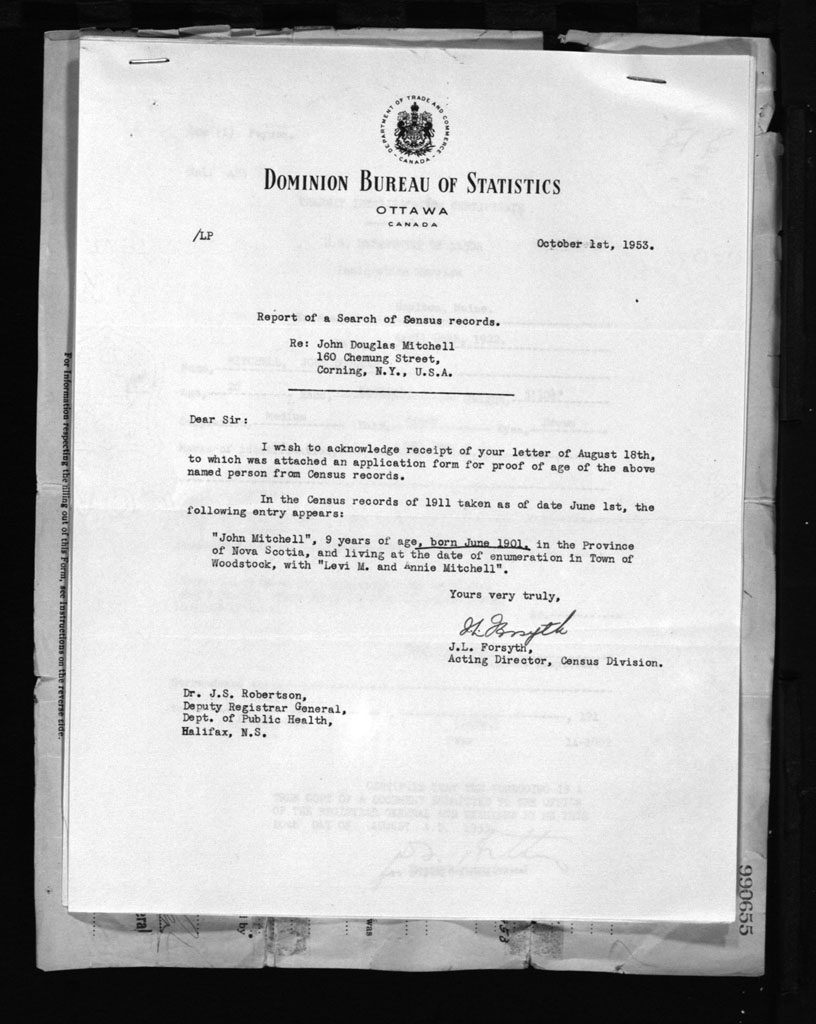 DEPARTMENT OF TRADE AND COMMERCE
CANADA
DOMINION BUREAU OF STATISTICS
OTTAWA
CANADA
/LP
October 1st, 1953.
Report of a Search of Census records.
Re: John Douglas Mitchell
160 Chemung Street,
Corning, N.Y., U.S.A.
Dear Sir:
I wish to acknowledge receipt of your letter of August 18th,
to which was attached an application form for proof of age of the above
named person from Census records.
In the Census records of 1911 taken as of date June 1st, the
following entry appears:
"John Mitchell", 9 years of age, born June 1901, in the Province
of Nova Scotia, and living at the date of enumeration in Town of
Woodstock, with "Levi M. and Annie Mitchell".
Yours very truly,
J.L. Forsyth
J.L. Forsyth,
Acting Director, Census Division.
Dr. J.S. Robertson,
Deputy Registrar General,
Dept. of Public Health,
Halifax, N.S.
For information respecting the filling out of this Form, see instructions on the reverse side.
990655
was